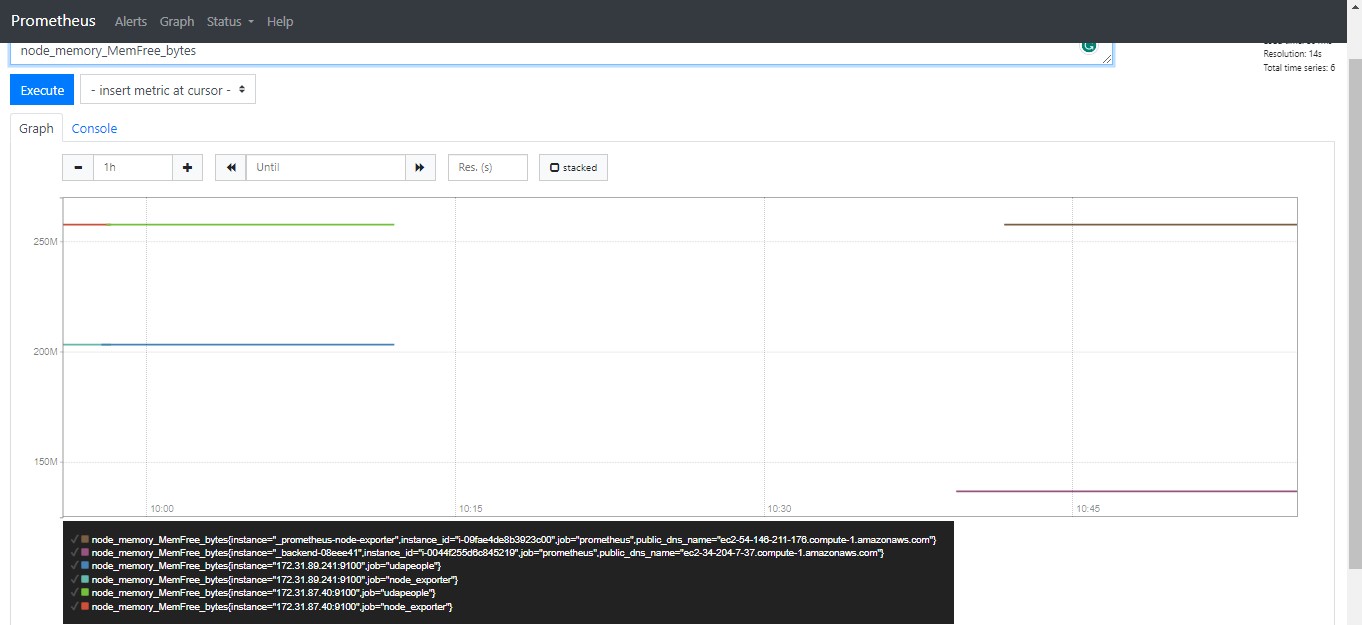 Prometheus Alerts Graph Status Help
node_memory_MemFree_bytes
Resolution: 14s
Total time series: 6
Execute - insert metric at cursor -
Graph Console
1h Until Res. (s) stacked
250M
200M
150M
10:00 10:15 10:30 10:45
node_memory_MemFree_bytes{instance="_prometheus-node-exporter",instance_id="i-09fae4de8b3923c00",job="prometheus",public_dns_name="ec2-54-146-211-176.compute-1.amazonaws.com"}
node_memory_MemFree_bytes{instance="_backend-08eee41",instance_id="i-0044f255d6c845219",job="prometheus",public_dns_name="ec2-34-204-7-37.compute-1.amazonaws.com"}
node_memory_MemFree_bytes{instance="172.31.89.241:9100",job="udapeople"}
node_memory_MemFree_bytes{instance="172.31.89.241:9100",job="node_exporter"}
node_memory_MemFree_bytes{instance="172.31.87.40:9100",job="udapeople"}
node_memory_MemFree_bytes{instance="172.31.87.40:9100",job="node_exporter"}